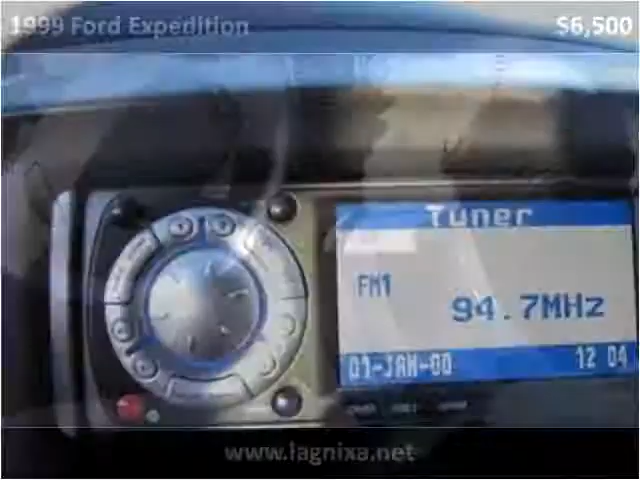 1999 Ford Expedition
$6,500
Tuner
FM1
94.7MHz
01-JAN-00
12 04
www.lagnixa.net